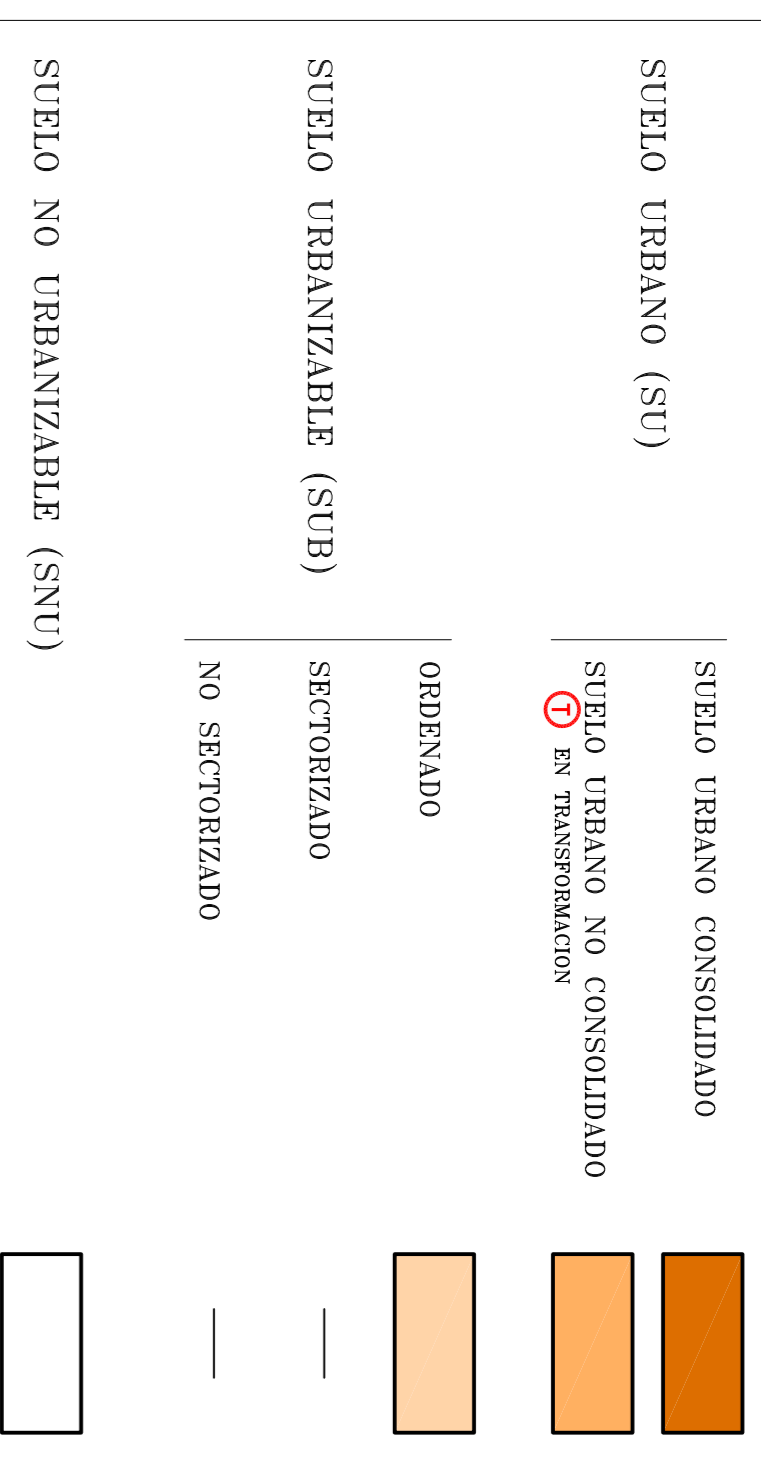 SUELO URBANO (SU)
SUELO URBANO CONSOLIDADO
SUELO URBANO NO CONSOLIDADO
T EN TRANSFORMACION
SUELO URBANIZABLE (SUB)
ORDENADO
SECTORIZADO
NO SECTORIZADO
SUELO NO URBANIZABLE (SNU)